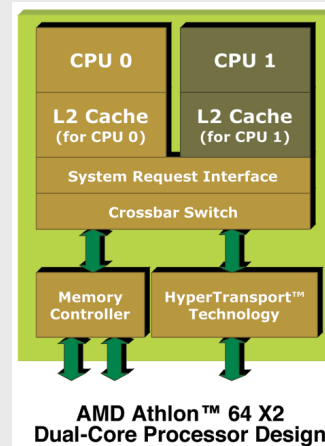 CPU 0
CPU 1
L2 Cache
(for CPU 0)
L2 Cache
(for CPU 1)
System Request Interface
Crossbar Switch
Memory
Controller
HyperTransport™
Technology
AMD Athlon™ 64 X2
Dual-Core Processor Design